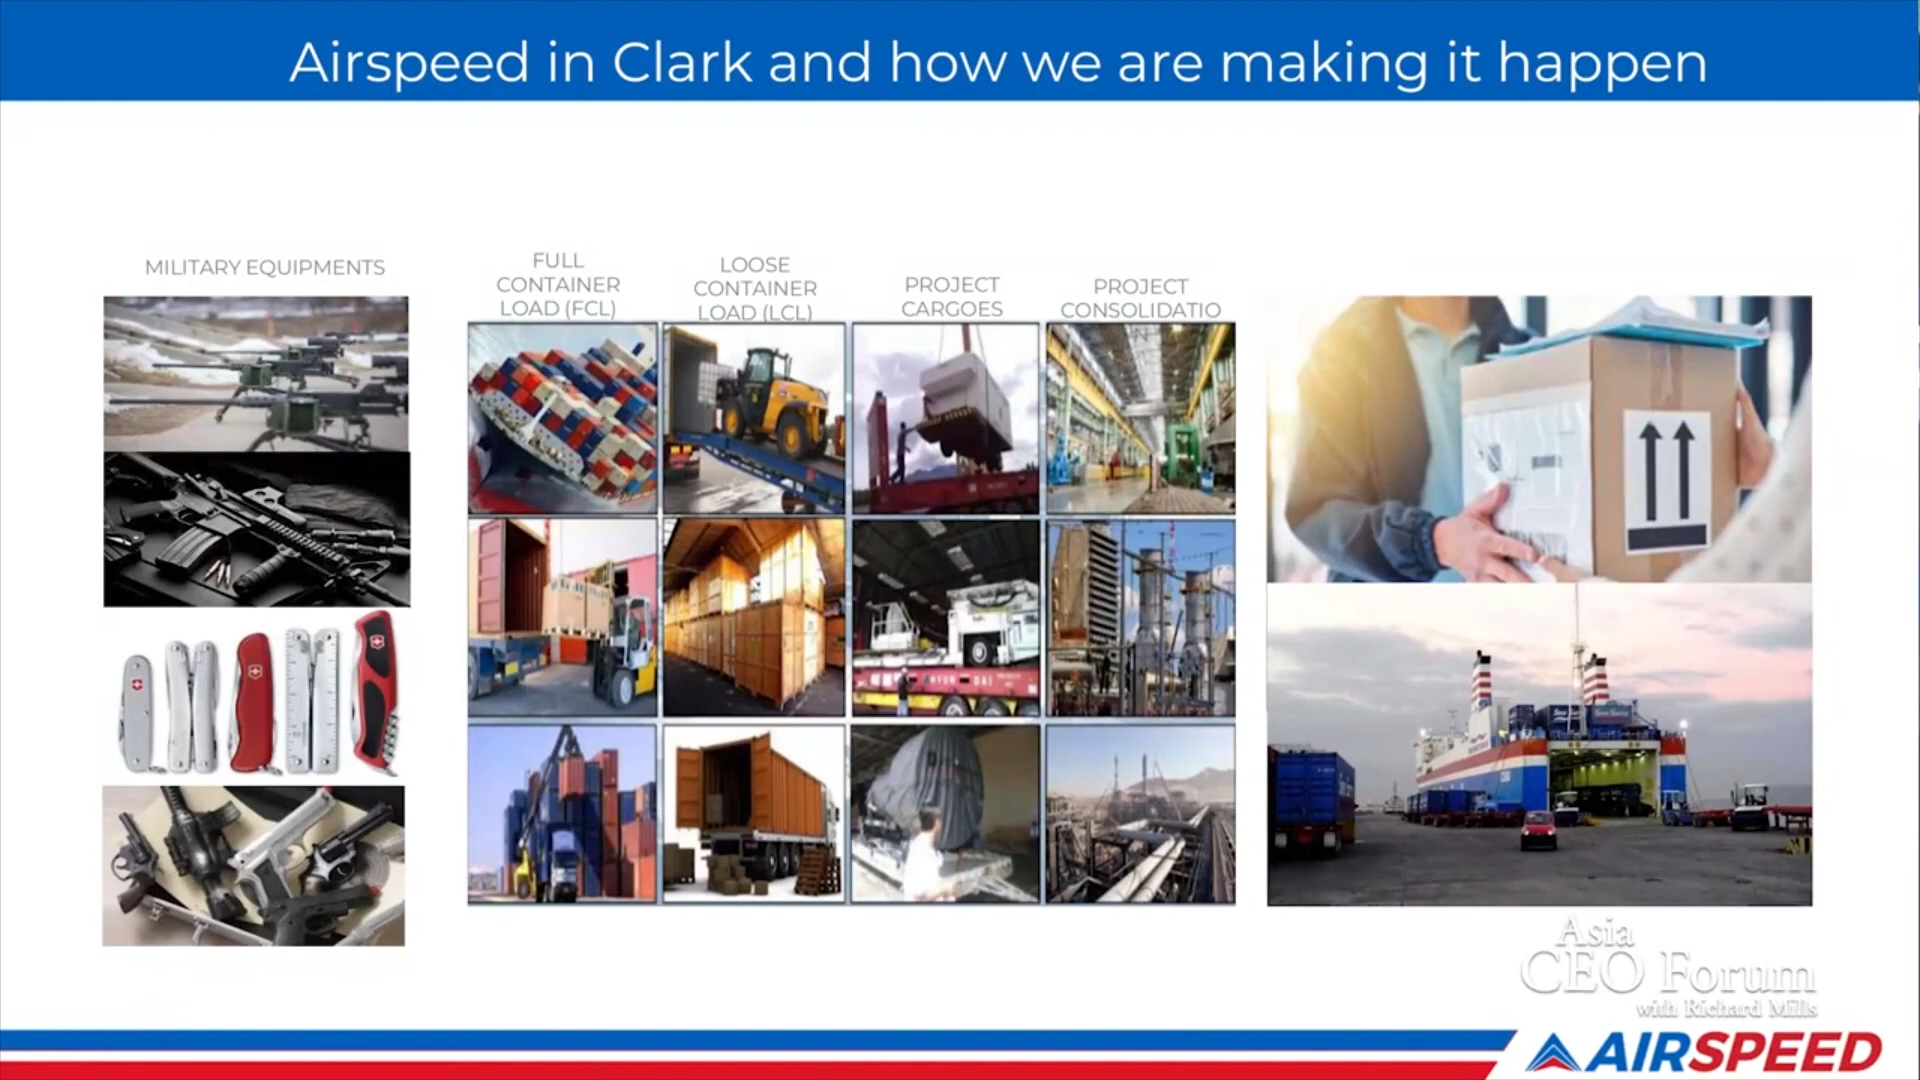 Airspeed in Clark and how we are making it happen
MILITARY EQUIPMENTS
FULL
CONTAINER
LOAD (FCL)
LOOSE
CONTAINER
LOAD (LCL)
PROJECT
CARGOES
PROJECT
CONSOLIDATIO
Asia
CEO Forum
with Richard Mills
AIRSPEED